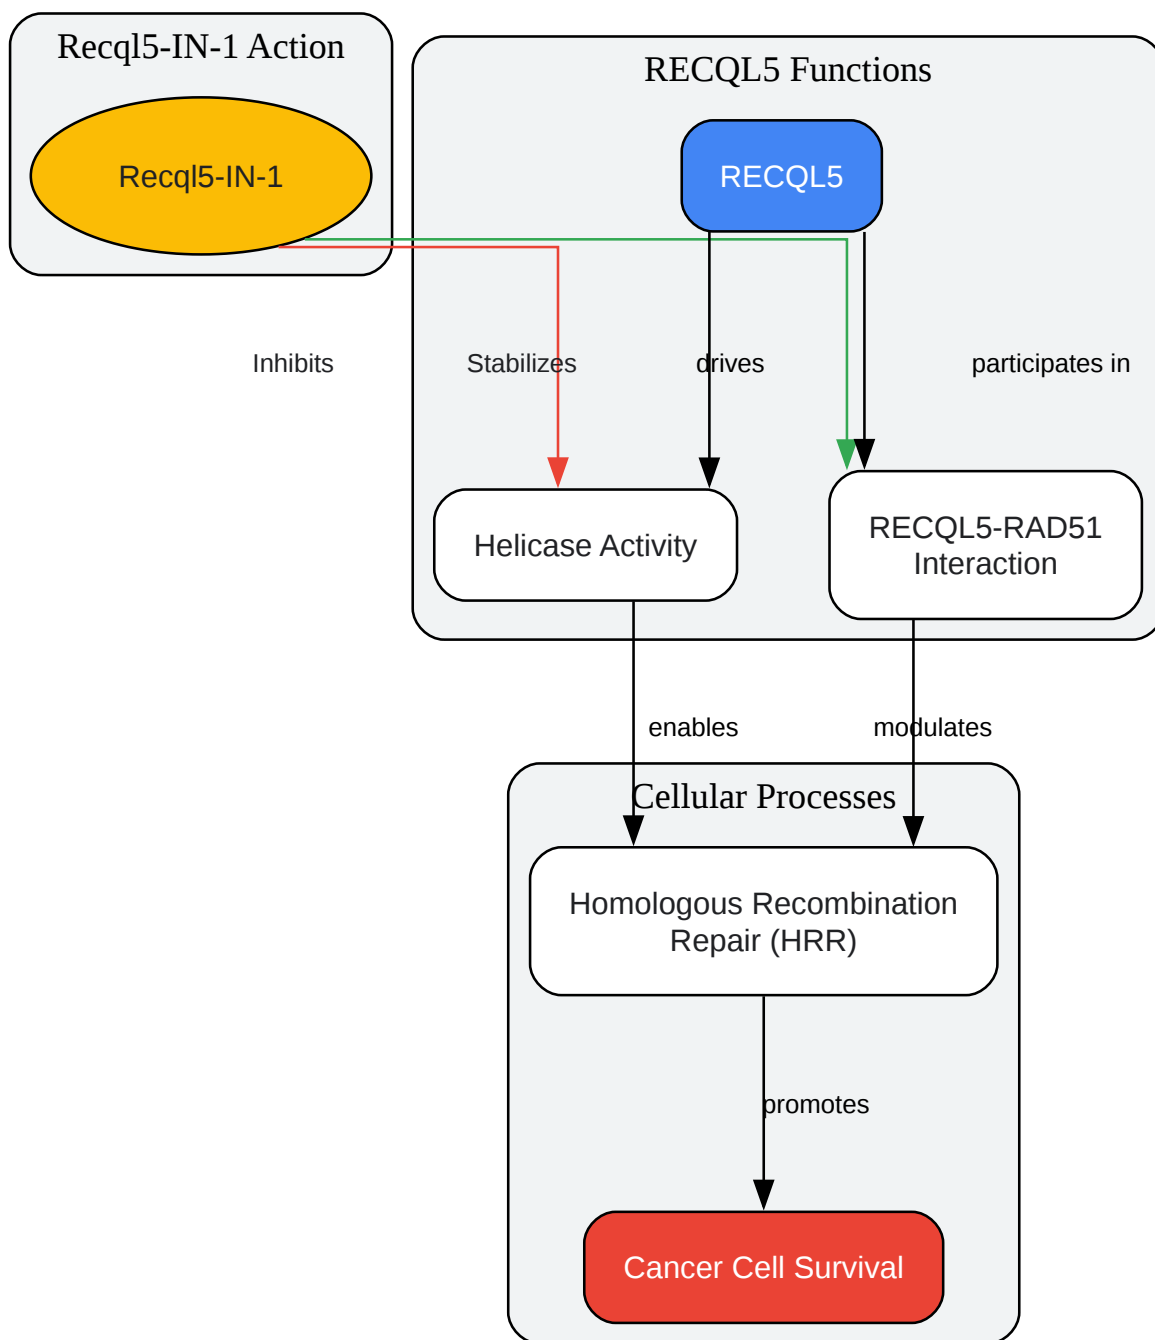 Recql5-IN-1 Action
RECQL5 Functions
Recql5-IN-1
RECQL5
Inhibits
Stabilizes
drives
participates in
Helicase Activity
RECQL5-RAD51
Interaction
enables
modulates
Cellular Processes
Homologous Recombination
Repair (HRR)
promotes
Cancer Cell Survival